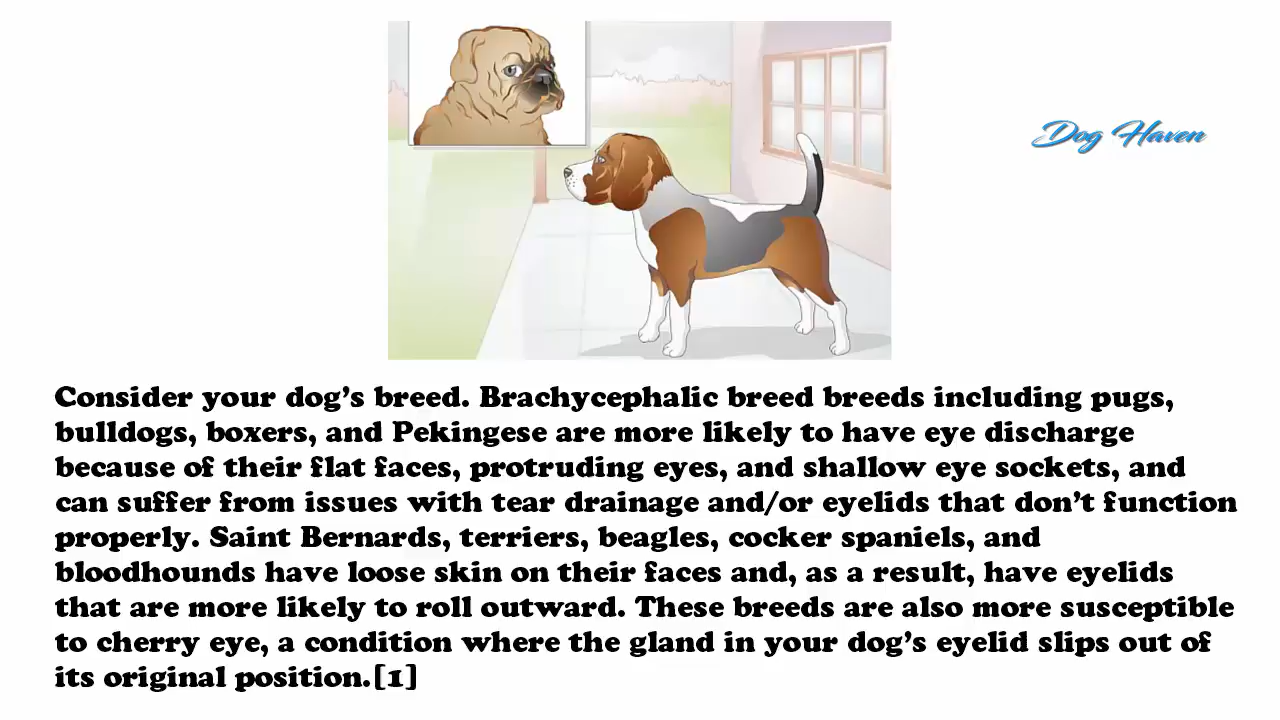 Dog Haven
Consider your dog’s breed. Brachycephalic breed breeds including pugs,
bulldogs, boxers, and Pekingese are more likely to have eye discharge
because of their flat faces, protruding eyes, and shallow eye sockets, and
can suffer from issues with tear drainage and/or eyelids that don’t function
properly. Saint Bernards, terriers, beagles, cocker spaniels, and
bloodhounds have loose skin on their faces and, as a result, have eyelids
that are more likely to roll outward. These breeds are also more susceptible
to cherry eye, a condition where the gland in your dog’s eyelid slips out of
its original position.[1]